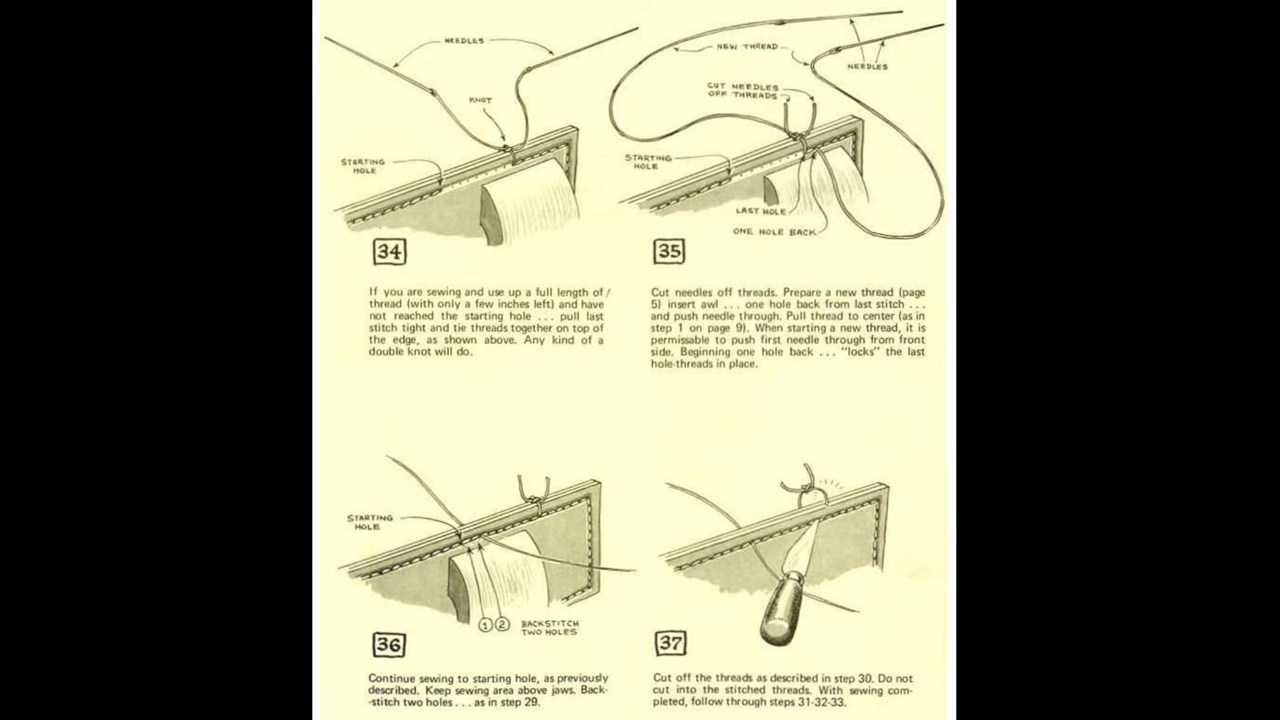 NEEDLES
KNOT
STARTING
HOLE
34
If you are sewing and use up a full length of /
thread (with only a few inches left) and have
not reached the starting hole . . . pull last
stitch tight and tie threads together on top of
the edge, as shown above. Any kind of a
double knot will do.
NEW THREAD
NEEDLES
CUT NEEDLES
OFF THREADS
STARTING
HOLE
LAST HOLE
ONE HOLE BACK
35
Cut needles off threads. Prepare a new thread (page
5) insert awl . . . one hole back from last stitch . . .
and push needle through. Pull thread to center (as in
step 1 on page 9). When starting a new thread, it is
permissable to push first needle through from front
side. Beginning one hole back . . . "locks" the last
hole-threads in place.
STARTING
HOLE
1 2 BACKSTITCH
TWO HOLES
36
Continue sewing to starting hole, as previously
described. Keep sewing area above jaws. Back-
-stitch two holes . . . as in step 29.
37
Cut off the threads as described in step 30. Do not
cut into the stitched threads. With sewing com-
pleted, follow through steps 31-32-33.